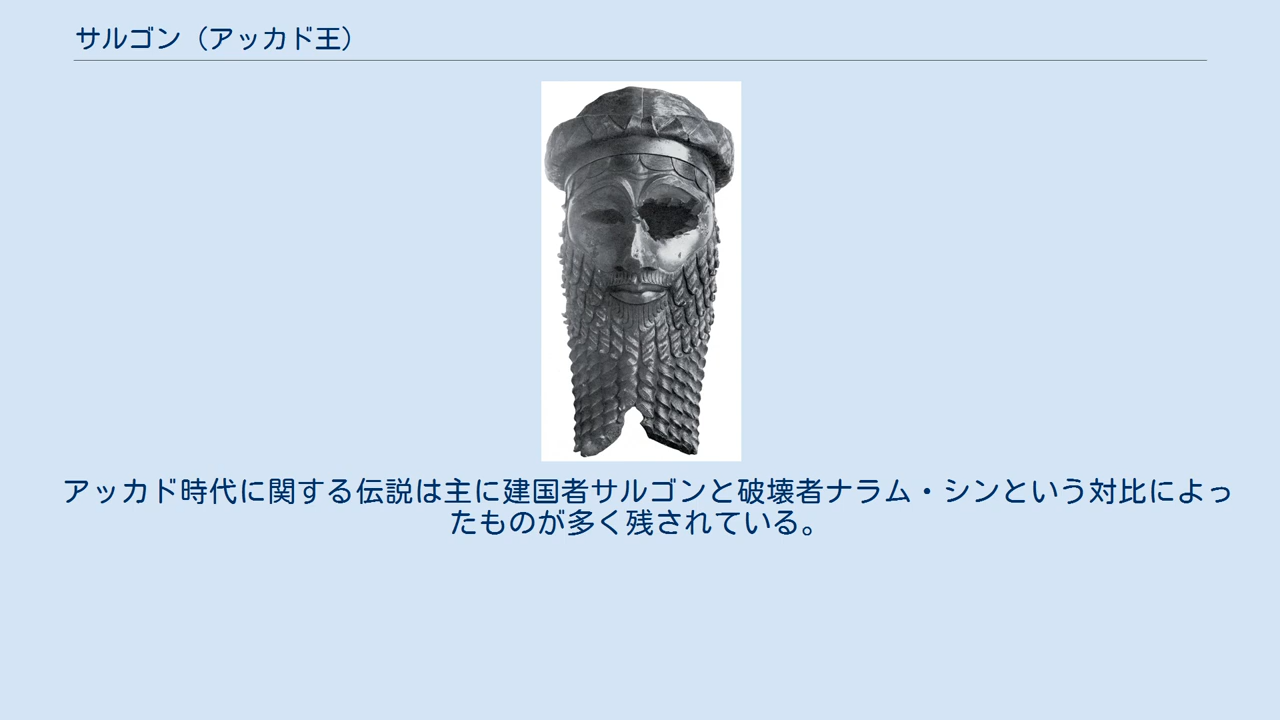 サルゴン（アッカド王）
アッカド時代に関する伝説は主に建国者サルゴンと破壊者ナラム・シンという対比によっ
たものが多く残されている。